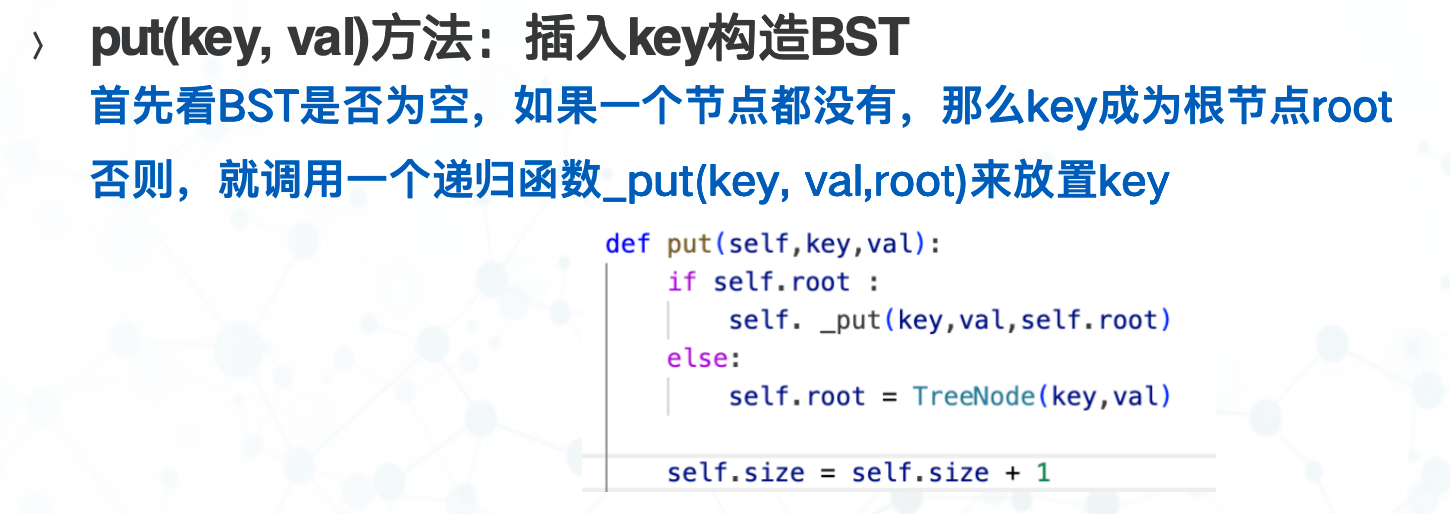 › put(key, val)方法：插入key构造BST
首先看BST是否为空，如果一个节点都没有，那么key成为根节点root
否则，就调用一个递归函数_put(key, val,root)来放置key
def put(self,key,val):
    if self.root :
        self. _put(key,val,self.root)
    else:
        self.root = TreeNode(key,val)
    self.size = self.size + 1